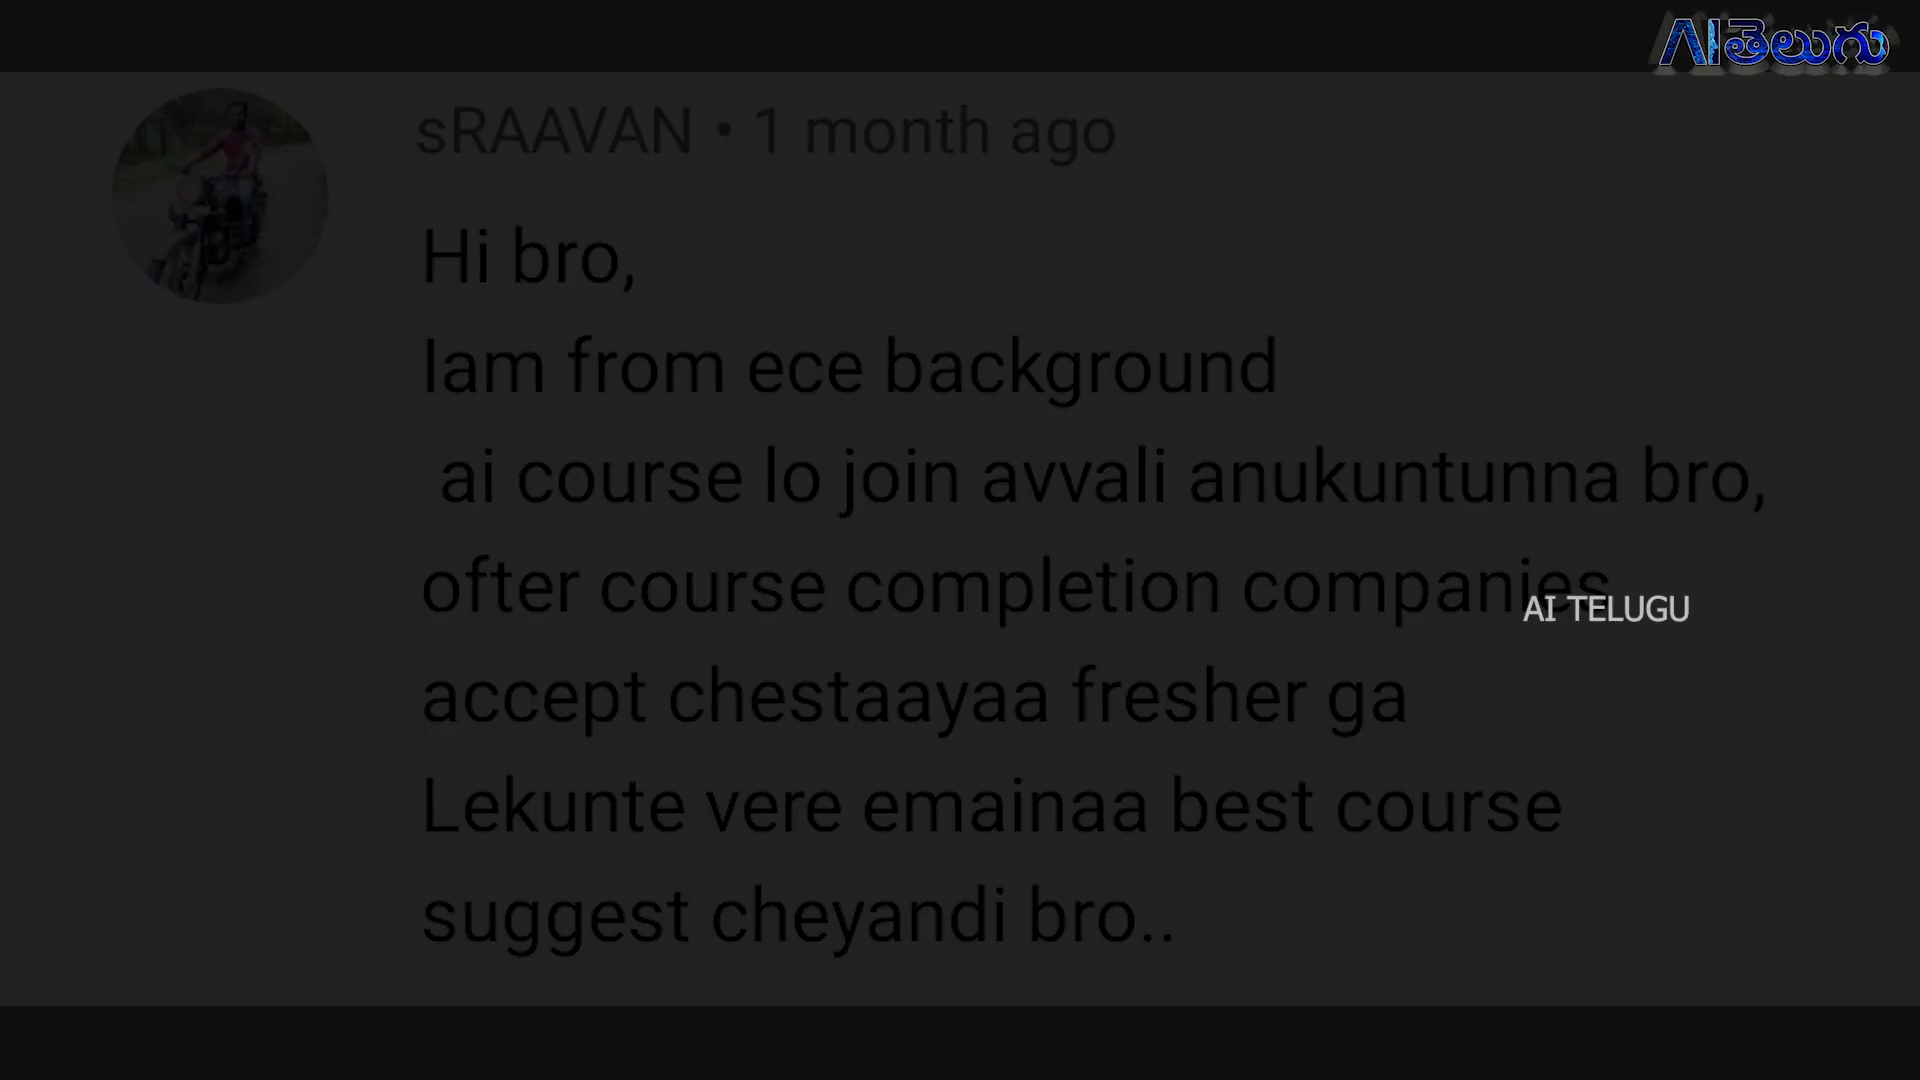 AIతెలుగు
sRAAVAN • 1 month ago
Hi bro,
Iam from ece background
ai course lo join avvali anukuntunna bro,
ofter course completion companies
AI TELUGU
accept chestaayaa fresher ga
Lekunte vere emainaa best course
suggest cheyandi bro..